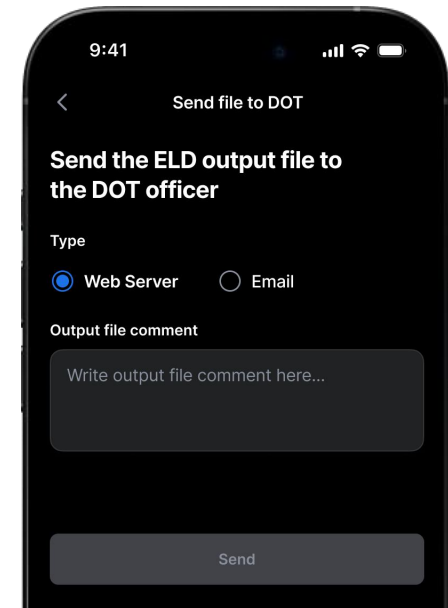 9:41
Send file to DOT
Send the ELD output file to
the DOT officer
Type
Web Server
Email
Output file comment
Write output file comment here...
Send